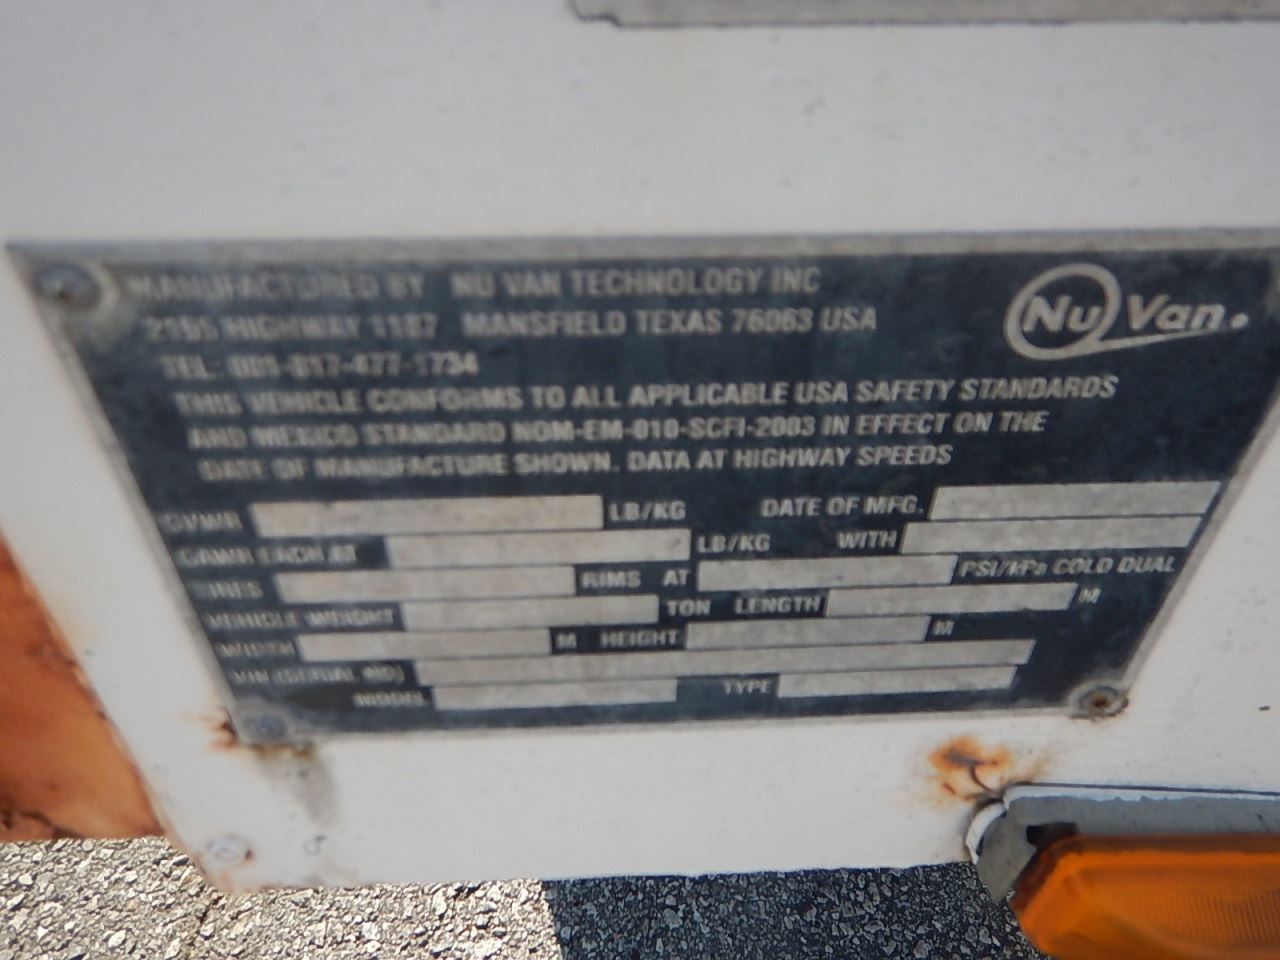 MANUFACTURED BY NU VAN TECHNOLOGY INC
2155 HIGHWAY 1187 MANSFIELD TEXAS 76063 USA
TEL: 001-817-477-1734
Nu Van.
THIS VEHICLE CONFORMS TO ALL APPLICABLE USA SAFETY STANDARDS
AND MEXICO STANDARD NOM-EM-010-SCFI-2003 IN EFFECT ON THE
DATE OF MANUFACTURE SHOWN. DATA AT HIGHWAY SPEEDS
GVWR LB/KG DATE OF MFG.
GAWR EACH AT LB/KG WITH
TIRES RIMS AT PSI/kPa COLD DUAL
VEHICLE WEIGHT TON LENGTH M
WIDTH M HEIGHT M
VIN (SERIAL NO)
MODEL TYPE